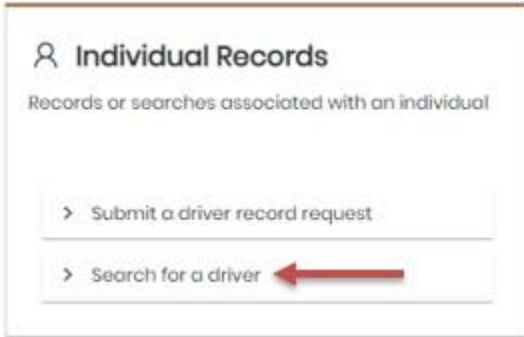 Individual Records
Records or searches associated with an individual
> Submit a driver record request
> Search for a driver